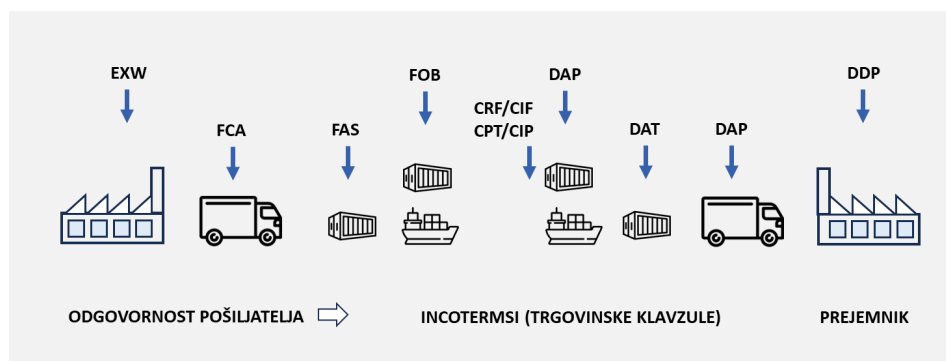 EXW
FCA
FAS
FOB
CRF/CIF
CPT/CIP
DAP
DAT
DAP
DDP
ODGOVORNOST POŠILJATELJA
INCOTERMSI (TRGOVINSKE KLAVZULE)
PREJEMNIK